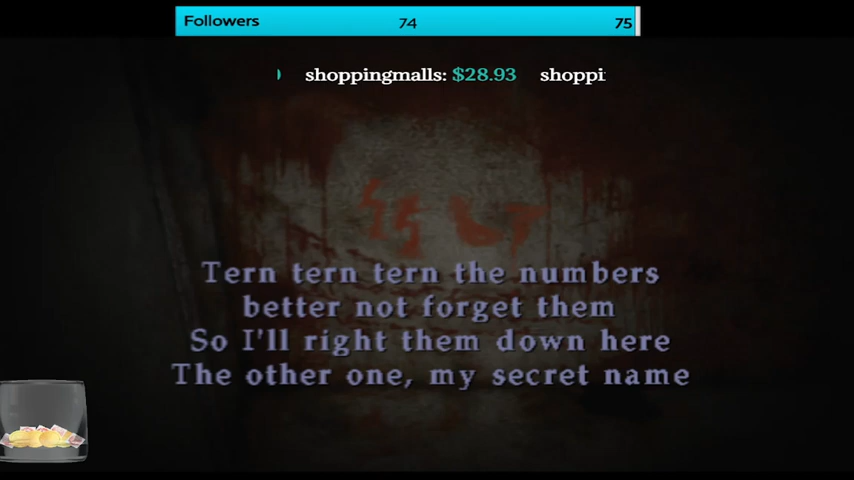 Followers 74 75
shoppingmalls: $28.93 shoppi
Tern tern tern the numbers
better not forget them
So I'll right them down here
The other one, my secret name